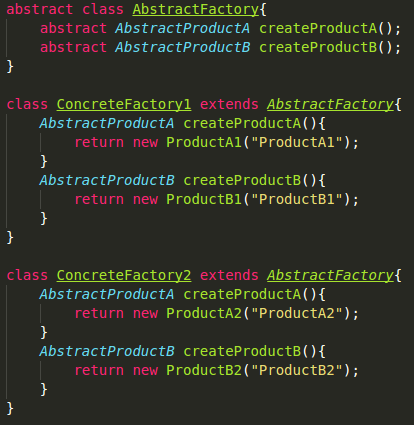 abstract class AbstractFactory{
    abstract AbstractProductA createProductA();
    abstract AbstractProductB createProductB();
}

class ConcreteFactory1 extends AbstractFactory{
    AbstractProductA createProductA(){
        return new ProductA1("ProductA1");
    }
    AbstractProductB createProductB(){
        return new ProductB1("ProductB1");
    }
}

class ConcreteFactory2 extends AbstractFactory{
    AbstractProductA createProductA(){
        return new ProductA2("ProductA2");
    }
    AbstractProductB createProductB(){
        return new ProductB2("ProductB2");
    }
}